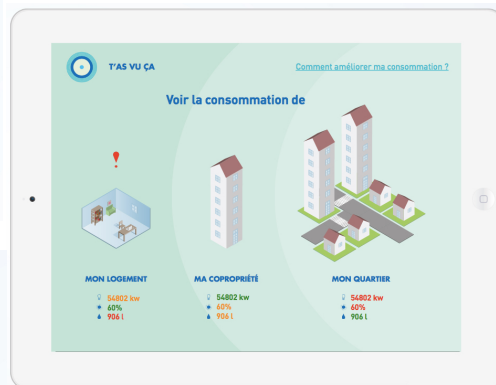 T'AS VU ÇA
Comment améliorer ma consommation ?
Voir la consommation de
!
MON LOGEMENT
54802 kw
60%
906 l
MA COPROPRIÉTÉ
54802 kw
60%
906 l
MON QUARTIER
54802 kw
60%
906 l